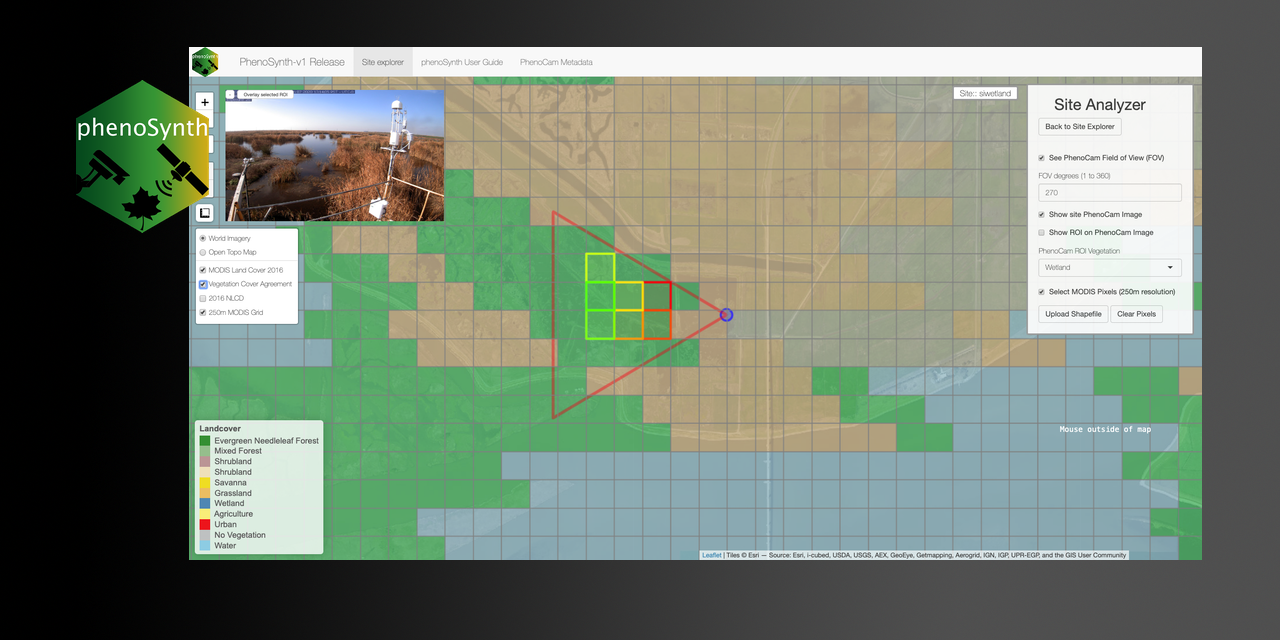 phenoSynth
PhenoSynth-v1 Release
Site explorer
phenoSynth User Guide
PhenoCam Metadata
+
Overlay selected ROI
Site:: siwetland
World Imagery
Open Topo Map
MODIS Land Cover 2016
Vegetation Cover Agreement
2016 NLCD
250m MODIS Grid
Site Analyzer
Back to Site Explorer
See PhenoCam Field of View (FOV)
FOV degrees (1 to 360)
270
Show site PhenoCam Image
Show ROI on PhenoCam Image
PhenoCam ROI Vegetation
Wetland
Select MODIS Pixels (250m resolution)
Upload Shapefile
Clear Pixels
Mouse outside of map
Landcover
Evergreen Needleleaf Forest
Mixed Forest
Shrubland
Shrubland
Savanna
Grassland
Wetland
Agriculture
Urban
No Vegetation
Water
Leaflet | Tiles © Esri — Source: Esri, i-cubed, USDA, USGS, AEX, GeoEye, Getmapping, Aerogrid, IGN, IGP, UPR-EGP, and the GIS User Community